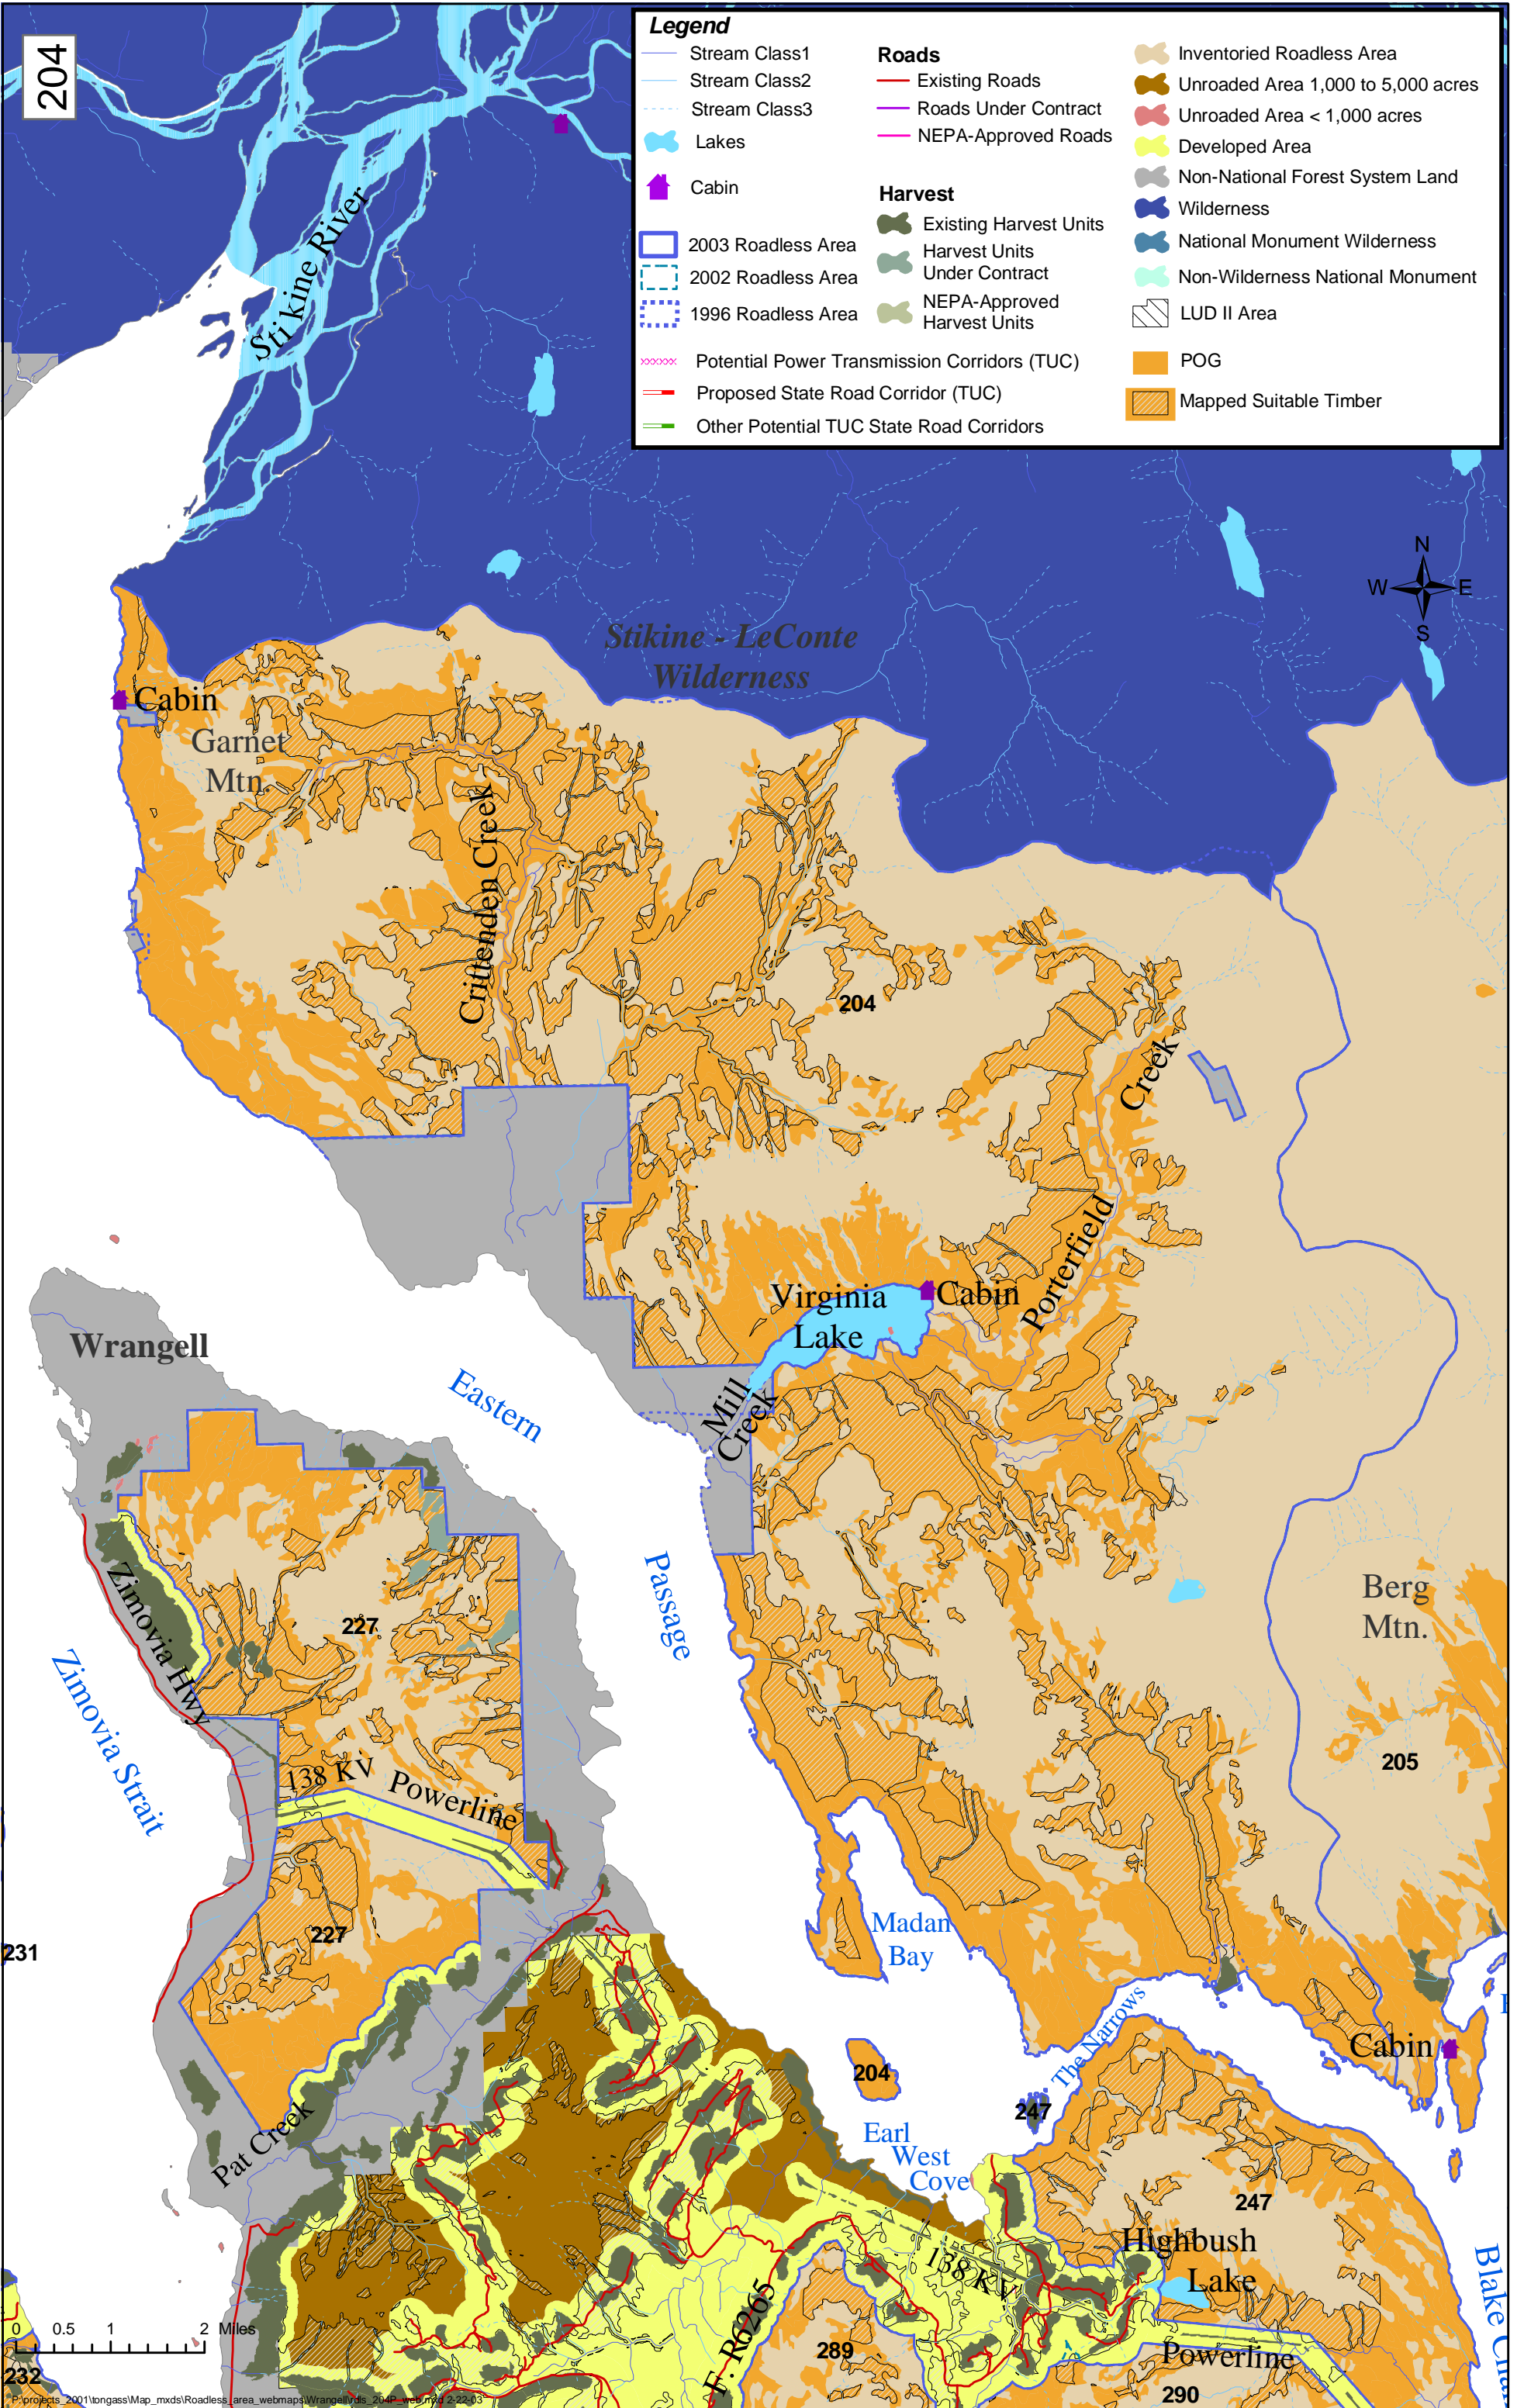 204
Legend
Stream Class1
Stream Class2
Stream Class3
Lakes
Cabin
2003 Roadless Area
2002 Roadless Area
1996 Roadless Area
Potential Power Transmission Corridors (TUC)
Proposed State Road Corridor (TUC)
Other Potential TUC State Road Corridors
Roads
Existing Roads
Roads Under Contract
NEPA-Approved Roads
Harvest
Existing Harvest Units
Harvest Units
Under Contract
NEPA-Approved
Harvest Units
Inventoried Roadless Area
Unroaded Area 1,000 to 5,000 acres
Unroaded Area < 1,000 acres
Developed Area
Non-National Forest System Land
Wilderness
National Monument Wilderness
Non-Wilderness National Monument
LUD II Area
POG
Mapped Suitable Timber
Stikine River
N
W
E
S
Stikine - LeConte
Wilderness
Cabin
Garnet
Mtn.
Crittenden Creek
204
Porterfield
Creek
Virginia
Lake
Cabin
Mill
Creek
Wrangell
Eastern
Passage
Berg
Mtn.
205
227
Zimovia Hwy
Zimovia Strait
138 KV
Powerline
227
231
Madan
Bay
The Narrows
Cabin
204
247
Earl
West
Cove
Pat Creek
247
Highbush
Lake
138 KV
Powerline
F. R6265
289
290
232
0
0.5
1
2 Miles